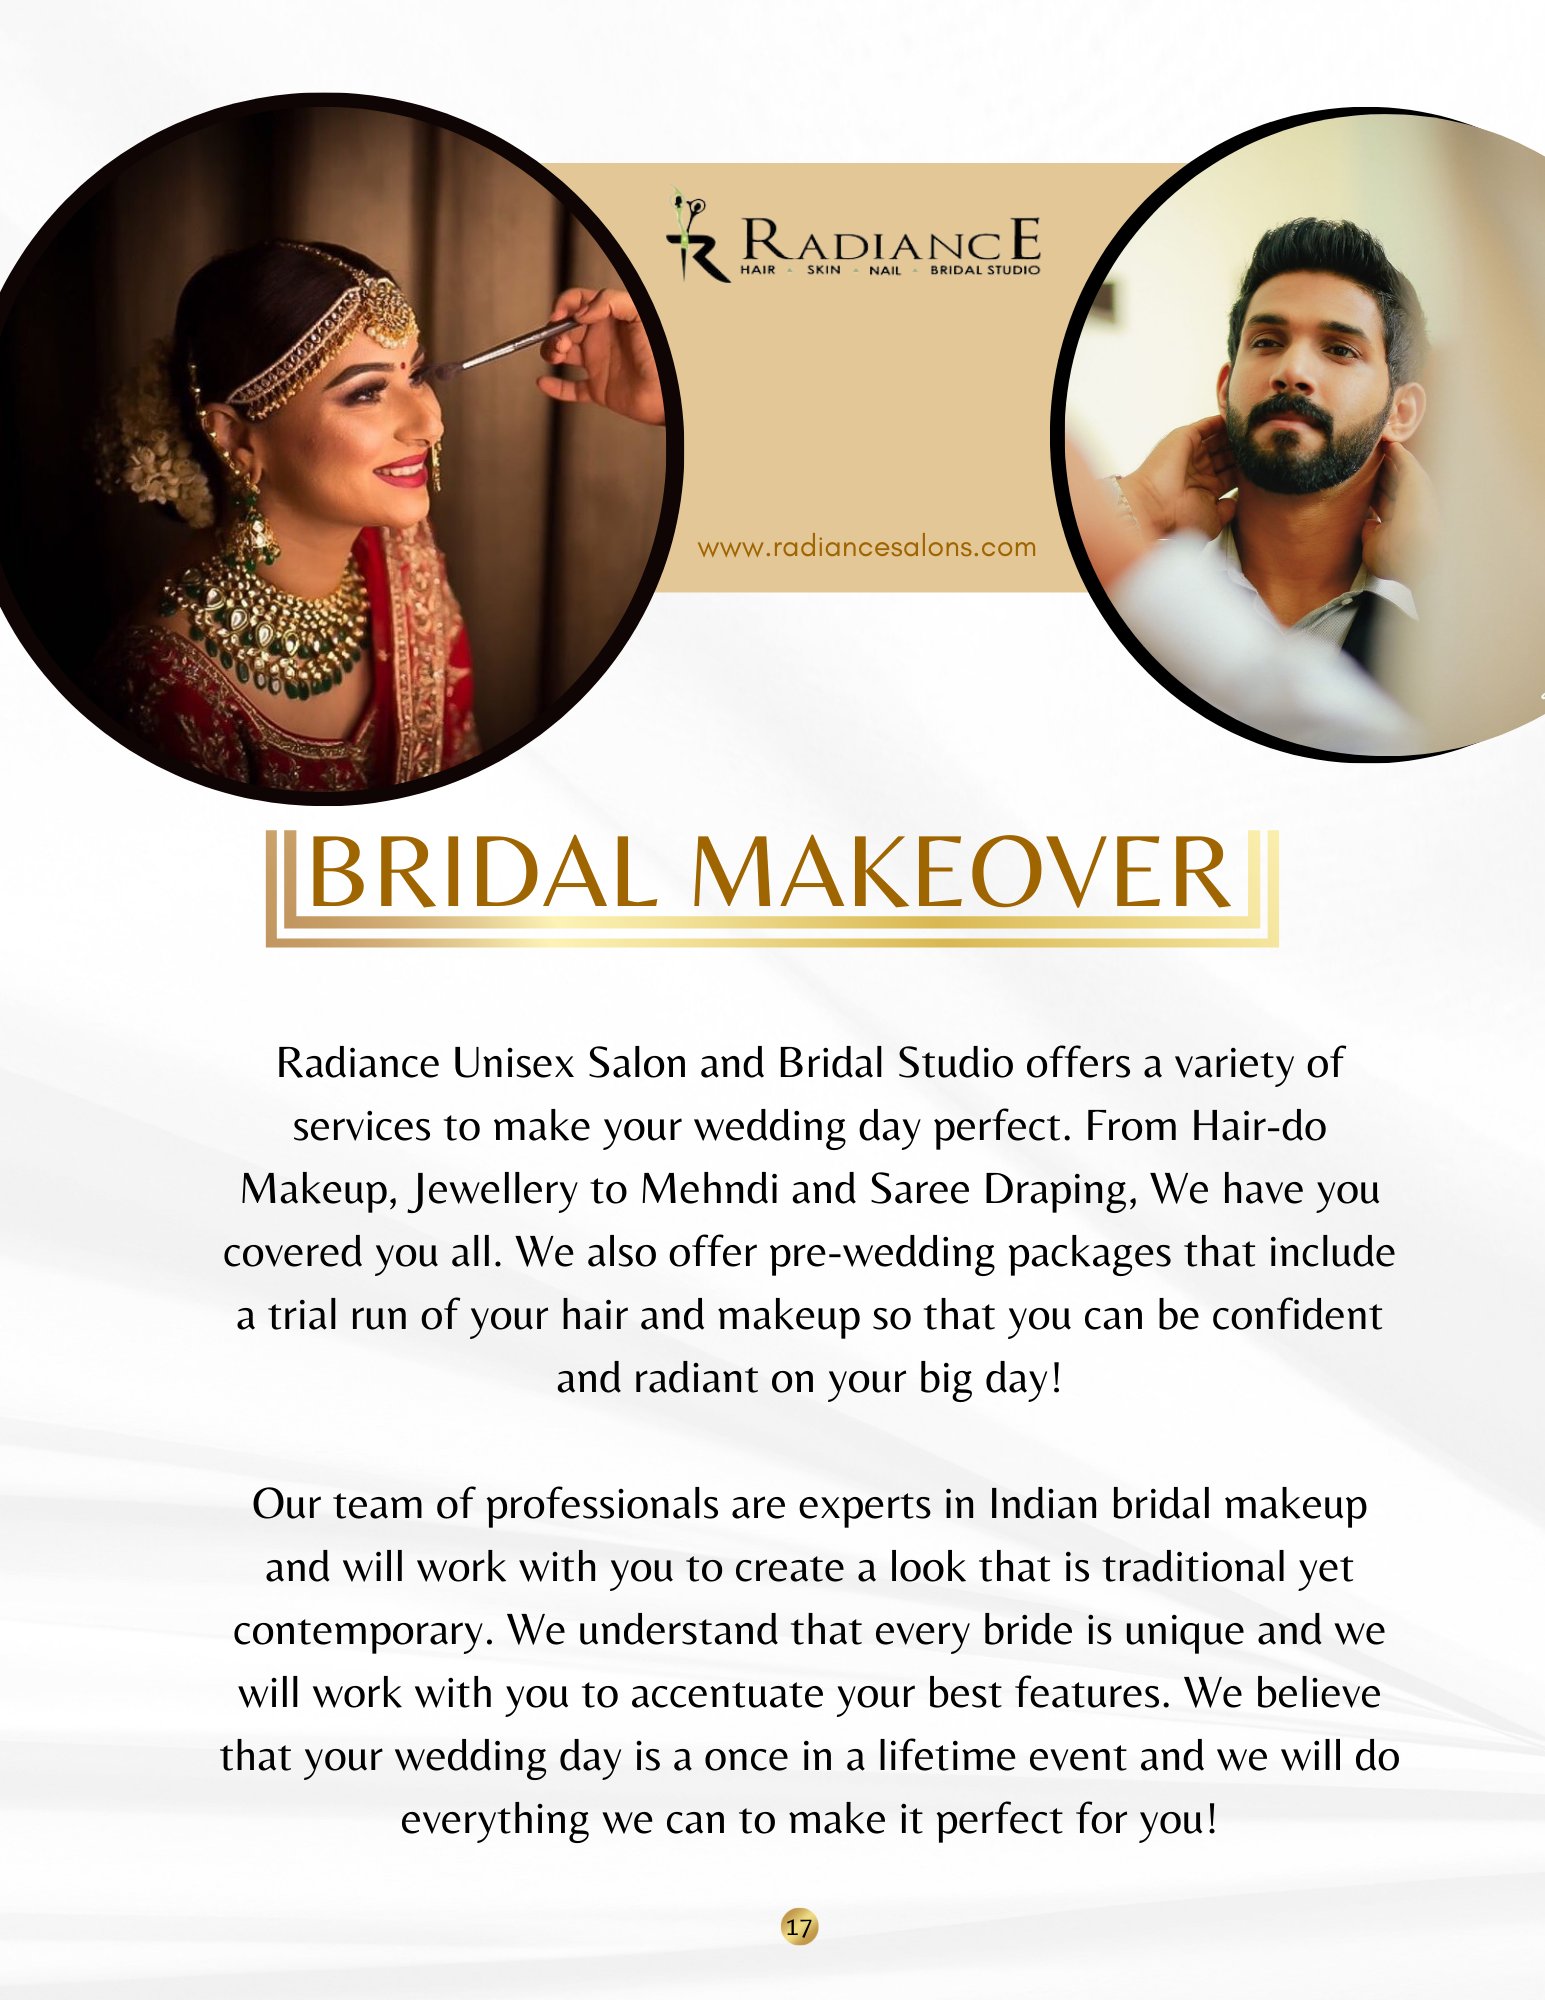 RADIANCE
HAIR - SKIN - NAIL - BRIDAL STUDIO
www.radiancesalons.com
BRIDAL MAKEOVER
Radiance Unisex Salon and Bridal Studio offers a variety of
services to make your wedding day perfect. From Hair-do
Makeup, Jewellery to Mehndi and Saree Draping, We have you
covered you all. We also offer pre-wedding packages that include
a trial run of your hair and makeup so that you can be confident
and radiant on your big day!
Our team of professionals are experts in Indian bridal makeup
and will work with you to create a look that is traditional yet
contemporary. We understand that every bride is unique and we
will work with you to accentuate your best features. We believe
that your wedding day is a once in a lifetime event and we will do
everything we can to make it perfect for you!
17